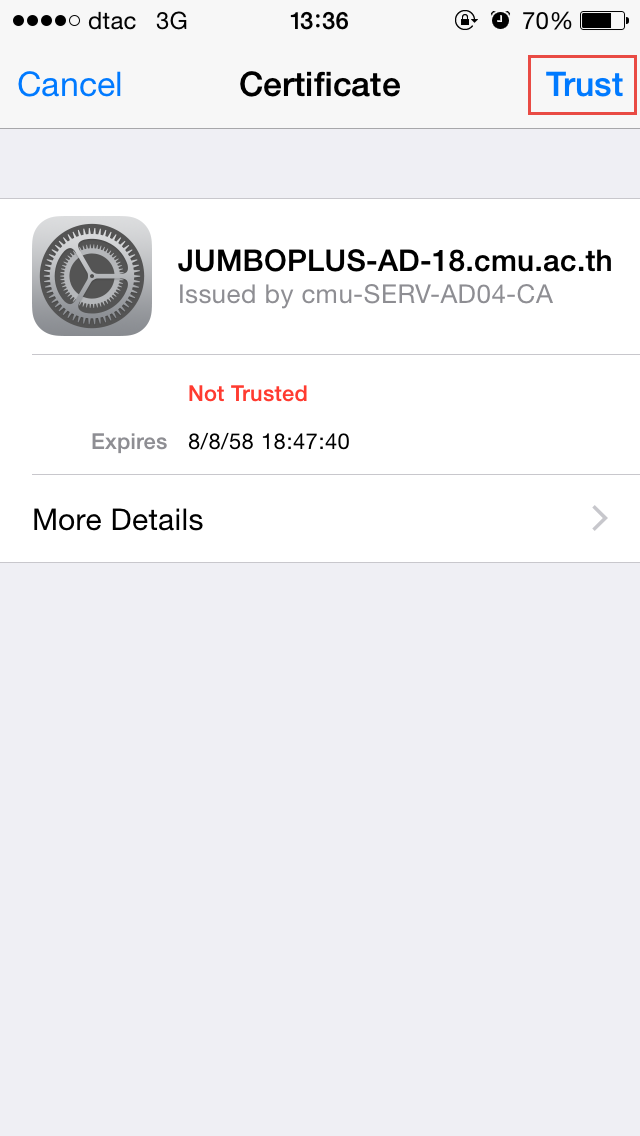 dtac 3G 13:36 70%
Cancel Certificate Trust
JUMBOPLUS-AD-18.cmu.ac.th
Issued by cmu-SERV-AD04-CA
Not Trusted
Expires 8/8/58 18:47:40
More Details